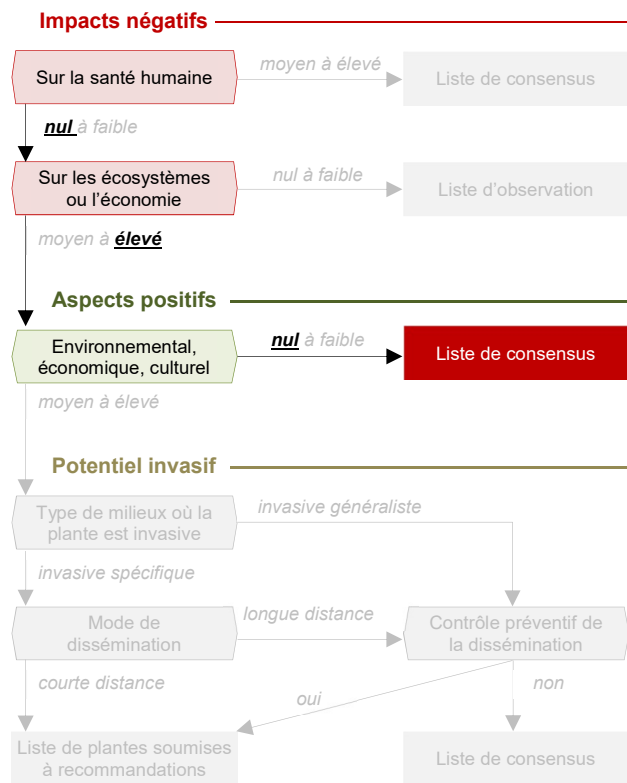 Impacts négatifs
Sur la santé humaine
moyen à élevé
Liste de consensus
nul à faible
Sur les écosystèmes
ou l’économie
nul à faible
Liste d’observation
moyen à élevé
Aspects positifs
Environnemental,
économique, culturel
nul à faible
Liste de consensus
moyen à élevé
Potentiel invasif
Type de milieux où la
plante est invasive
invasive généraliste
invasive spécifique
Mode de
dissémination
longue distance
Contrôle préventif de
la dissémination
courte distance
oui
non
Liste de plantes soumises
à recommandations
Liste de consensus